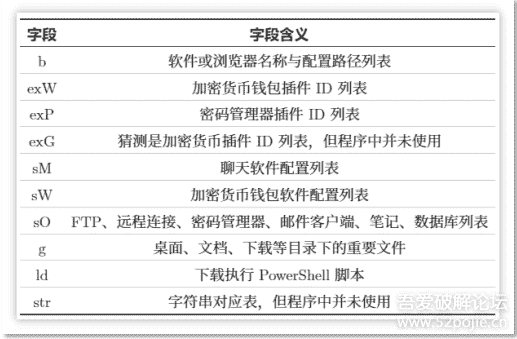 字段 字段含义
b 软件或浏览器名称与配置路径列表
exW 加密货币钱包插件 ID 列表
exP 密码管理器插件 ID 列表
exG 猜测是加密货币插件 ID 列表，但程序中并未使用
sM 聊天软件配置列表
sW 加密货币钱包软件配置列表
sO FTP、远程连接、密码管理器、邮件客户端、笔记、数据库列表
g 桌面、文档、下载等目录下的重要文件
ld 下载执行 PowerShell 脚本
str 字符串对应表，但程序中并未使用
吾爱破解论坛
www.52pojie.cn